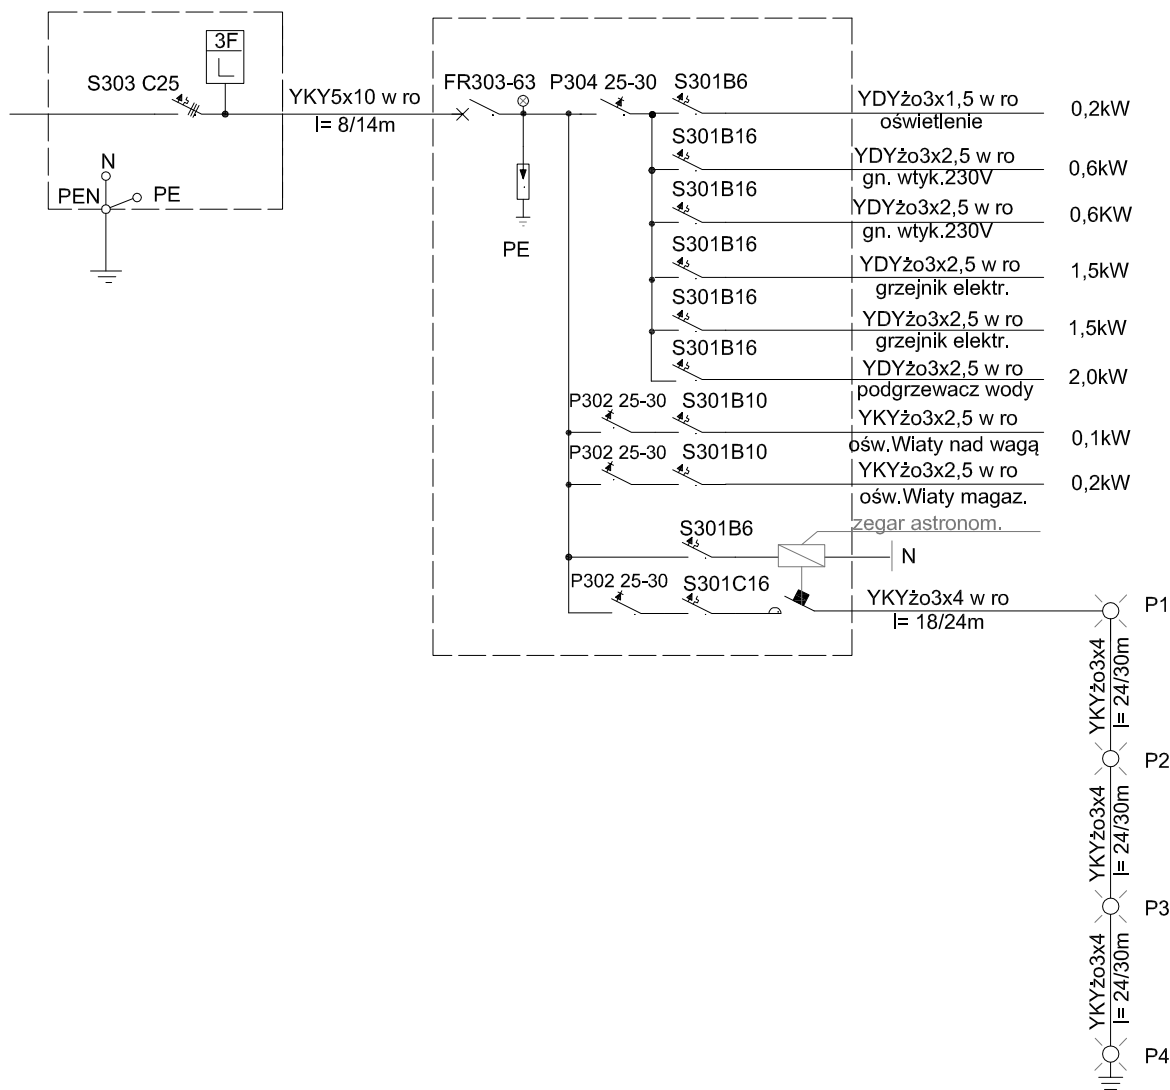 3F
S303 C25
YKY5x10 w ro
l= 8/14m
N
PEN
PE
FR303-63
P304 25-30
S301B6
YDYżo3x1,5 w ro
oświetlenie
0,2kW
S301B16
YDYżo3x2,5 w ro
gn. wtyk.230V
0,6kW
S301B16
YDYżo3x2,5 w ro
gn. wtyk.230V
0,6KW
PE
S301B16
YDYżo3x2,5 w ro
grzejnik elektr.
1,5kW
S301B16
YDYżo3x2,5 w ro
grzejnik elektr.
1,5kW
S301B16
YDYżo3x2,5 w ro
podgrzewacz wody
2,0kW
P302 25-30
S301B10
YKYżo3x2,5 w ro
ośw.Wiaty nad wagą
0,1kW
P302 25-30
S301B10
YKYżo3x2,5 w ro
ośw.Wiaty magaz.
0,2kW
S301B6
zegar astronom.
N
P302 25-30
S301C16
YKYżo3x4 w ro
l= 18/24m
P1
YKYżo3x4
l= 24/30m
P2
YKYżo3x4
l= 24/30m
P3
YKYżo3x4
l= 24/30m
P4